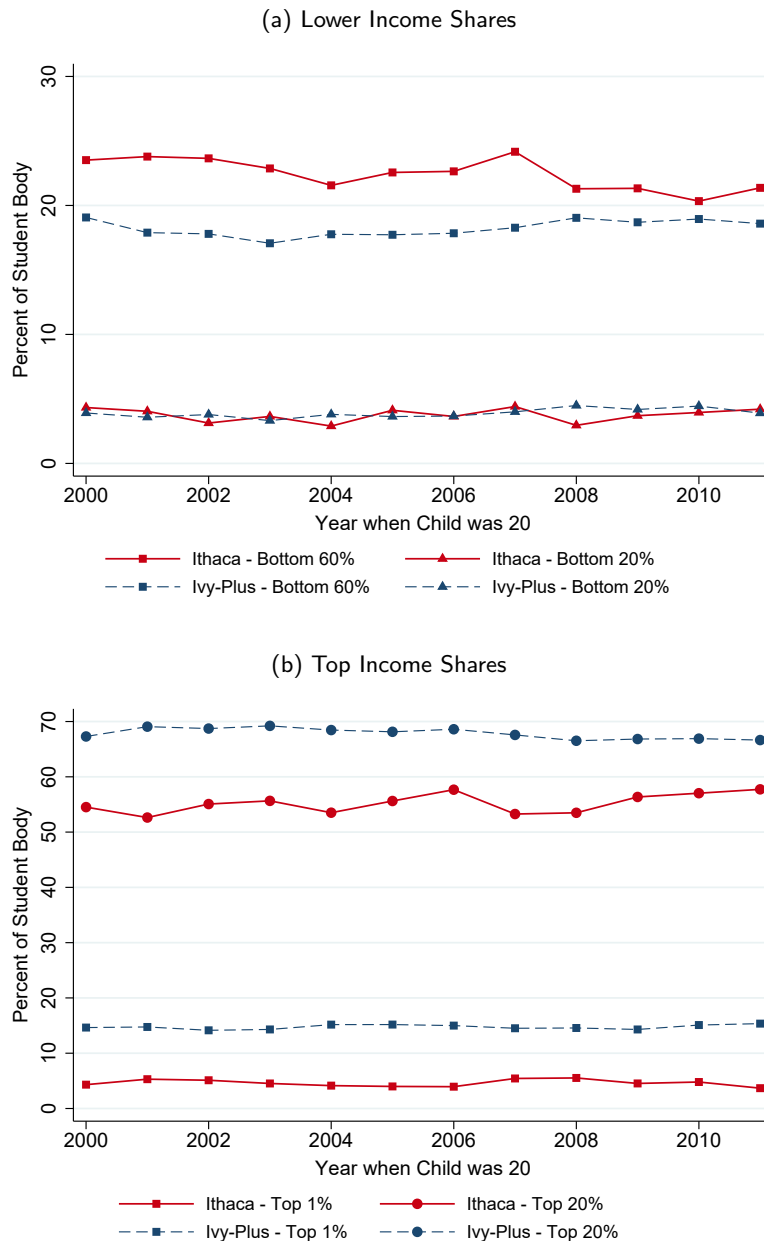 (a) Lower Income Shares
30
20
10
0
Percent of Student Body
2000 2002 2004 2006 2008 2010
Year when Child was 20
Ithaca - Bottom 60% Ithaca - Bottom 20%
Ivy-Plus - Bottom 60% Ivy-Plus - Bottom 20%
(b) Top Income Shares
70
60
50
40
30
20
10
0
Percent of Student Body
2000 2002 2004 2006 2008 2010
Year when Child was 20
Ithaca - Top 1% Ithaca - Top 20%
Ivy-Plus - Top 1% Ivy-Plus - Top 20%